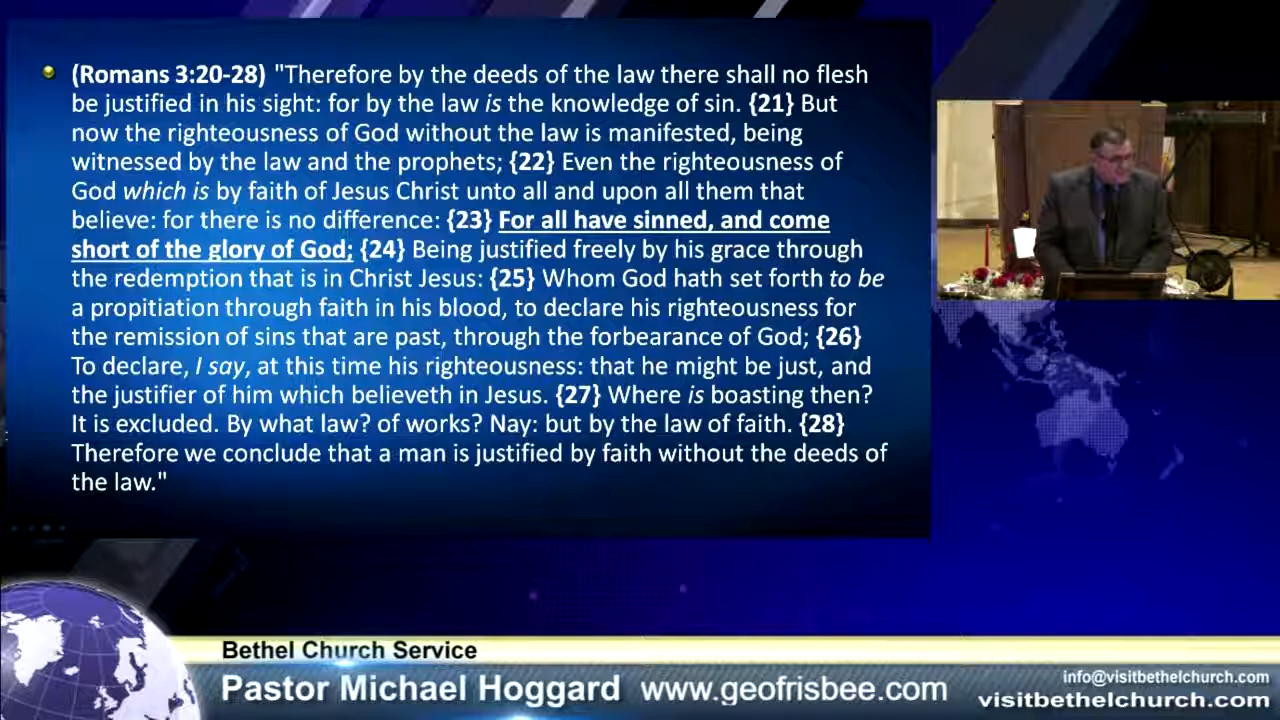 (Romans 3:20-28) "Therefore by the deeds of the law there shall no flesh
be justified in his sight: for by the law is the knowledge of sin. {21} But
now the righteousness of God without the law is manifested, being
witnessed by the law and the prophets; {22} Even the righteousness of
God which is by faith of Jesus Christ unto all and upon all them that
believe: for there is no difference: {23} For all have sinned, and come
short of the glory of God; {24} Being justified freely by his grace through
the redemption that is in Christ Jesus: {25} Whom God hath set forth to be
a propitiation through faith in his blood, to declare his righteousness for
the remission of sins that are past, through the forbearance of God; {26}
To declare, I say, at this time his righteousness: that he might be just, and
the justifier of him which believeth in Jesus. {27} Where is boasting then?
It is excluded. By what law? of works? Nay: but by the law of faith. {28}
Therefore we conclude that a man is justified by faith without the deeds of
the law."
Bethel Church Service
Pastor Michael Hoggard www.geofrisbee.com
info@visitbethelchurch.com
visitbethelchurch.com